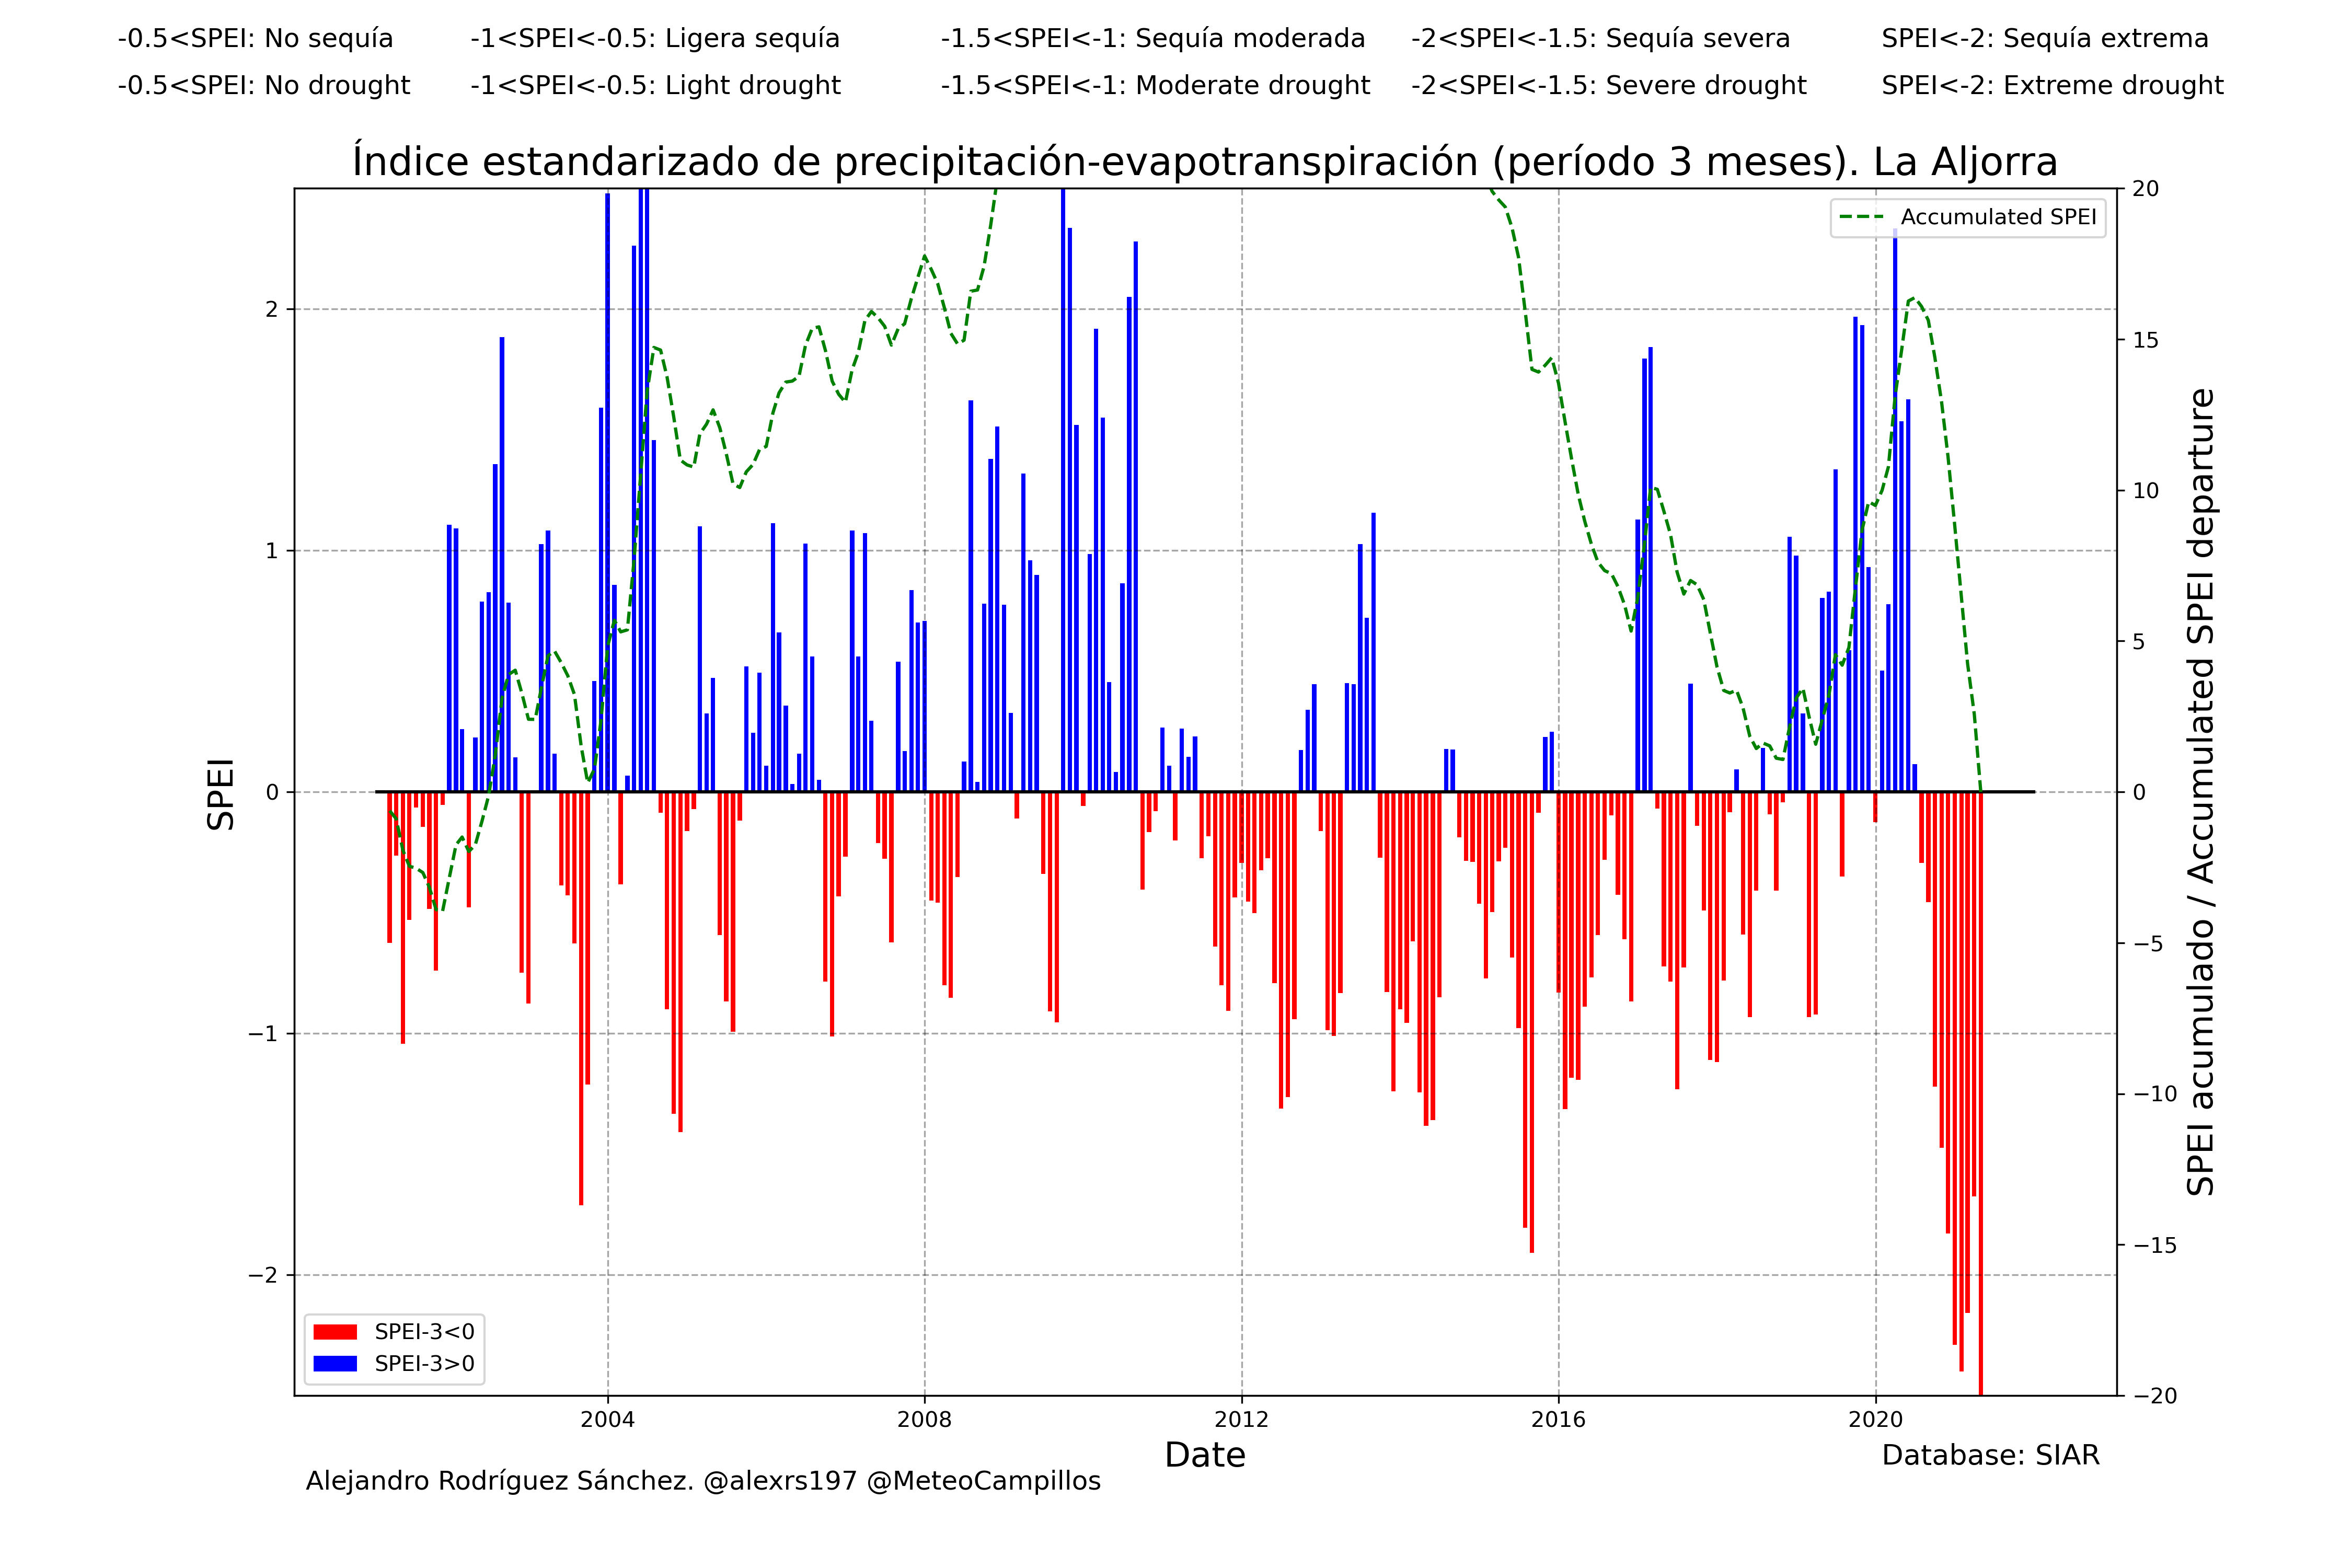 -0.5<SPEI: No sequía -1<SPEI<-0.5: Ligera sequía -1.5<SPEI<-1: Sequía moderada -2<SPEI<-1.5: Sequía severa SPEI<-2: Sequía extrema
-0.5<SPEI: No drought -1<SPEI<-0.5: Light drought -1.5<SPEI<-1: Moderate drought -2<SPEI<-1.5: Severe drought SPEI<-2: Extreme drought
Índice estandarizado de precipitación-evapotranspiración (período 3 meses). La Aljorra
Accumulated SPEI
SPEI
2
1
0
−1
−2
20
15
10
5
0
−5
−10
−15
−20
SPEI acumulado / Accumulated SPEI departure
SPEI-3<0
SPEI-3>0
2004 2008 2012 2016 2020
Date
Database: SIAR
Alejandro Rodríguez Sánchez. @alexrs197 @MeteoCampillos